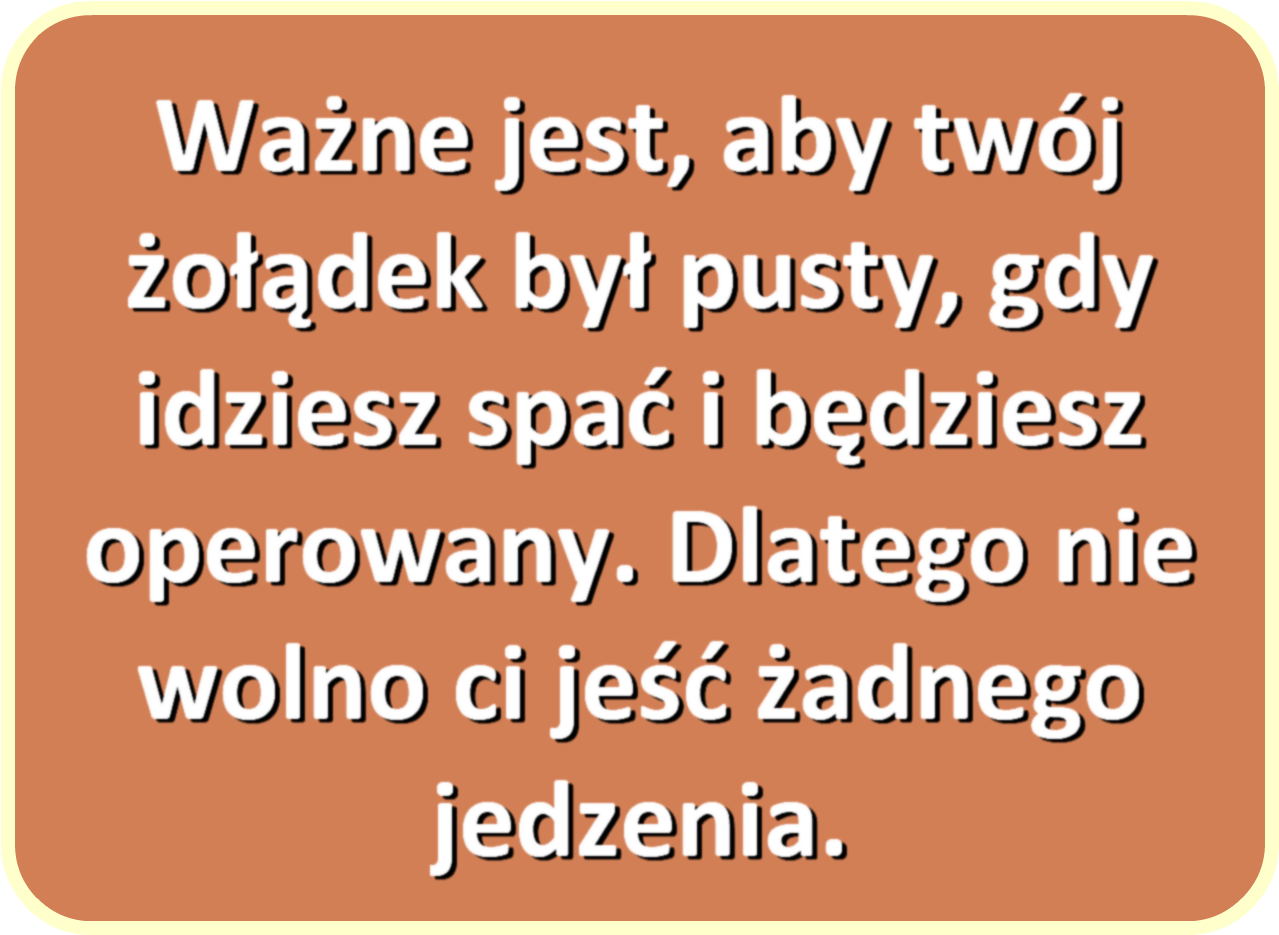 Ważne jest, aby twój
żołądek był pusty, gdy
idziesz spać i będziesz
operowany. Dlatego nie
wolno ci jeść żadnego
jedzenia.